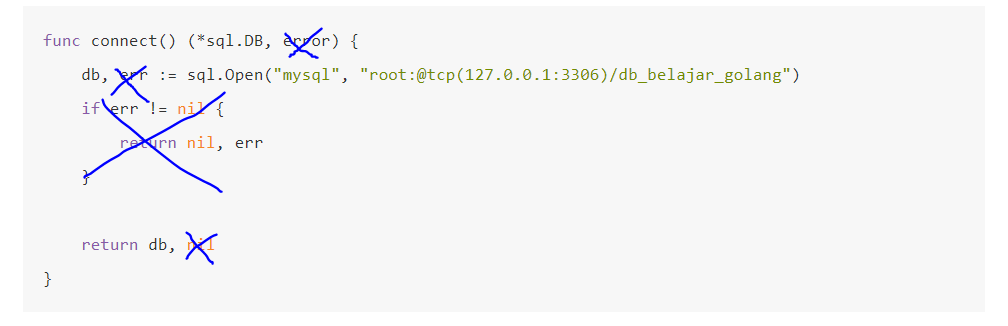 func connect() (*sql.DB, error) {
db, err := sql.Open("mysql", "root:@tcp(127.0.0.1:3306)/db_belajar_golang")
if err != nil {
return nil, err
}
return db, nil
}